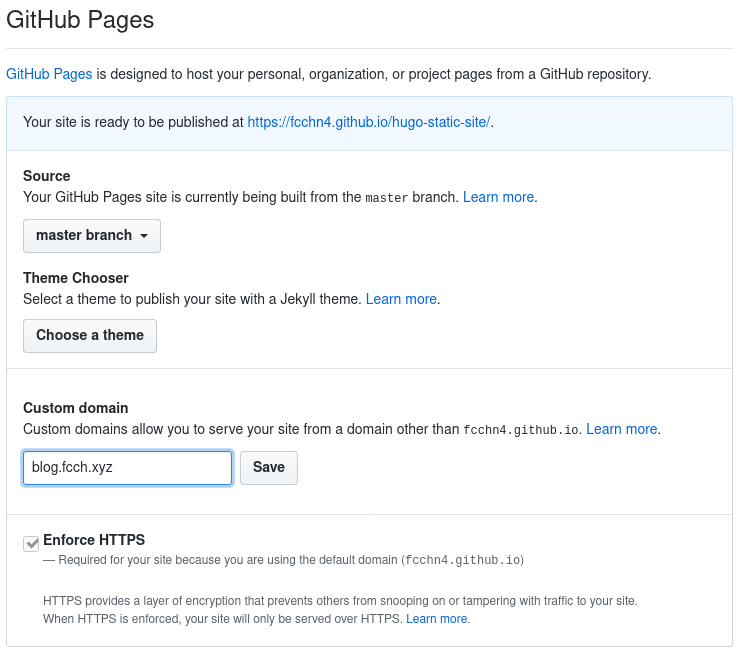 GitHub Pages
GitHub Pages is designed to host your personal, organization, or project pages from a GitHub repository.
Your site is ready to be published at https://fcchn4.github.io/hugo-static-site/.
Source
Your GitHub Pages site is currently being built from the master branch. Learn more.
master branch
Theme Chooser
Select a theme to publish your site with a Jekyll theme. Learn more.
Choose a theme
Custom domain
Custom domains allow you to serve your site from a domain other than fcchn4.github.io. Learn more.
blog.fcch.xyz Save
Enforce HTTPS
— Required for your site because you are using the default domain (fcchn4.github.io)
HTTPS provides a layer of encryption that prevents others from snooping on or tampering with traffic to your site.
When HTTPS is enforced, your site will only be served over HTTPS. Learn more.